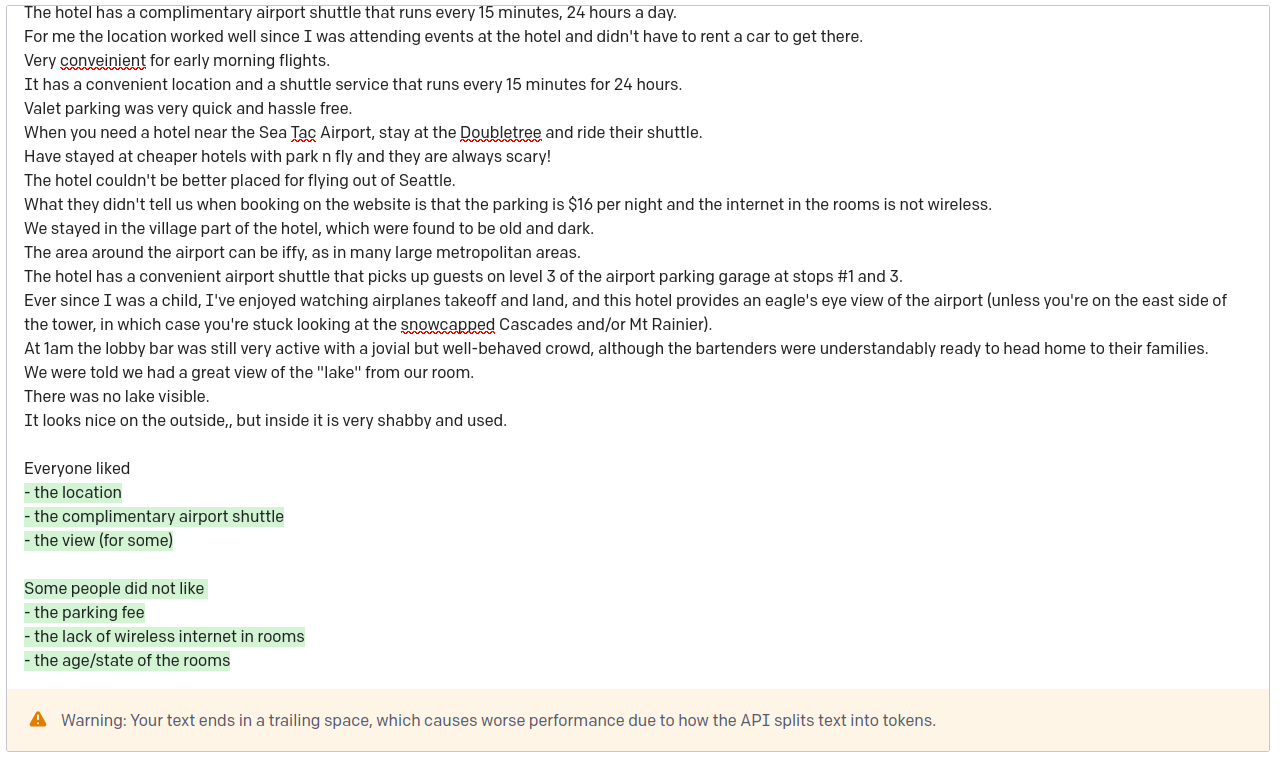 The hotel has a complimentary airport shuttle that runs every 15 minutes, 24 hours a day.
For me the location worked well since I was attending events at the hotel and didn't have to rent a car to get there.
Very conveinient for early morning flights.
It has a convenient location and a shuttle service that runs every 15 minutes for 24 hours.
Valet parking was very quick and hassle free.
When you need a hotel near the Sea Tac Airport, stay at the Doubletree and ride their shuttle.
Have stayed at cheaper hotels with park n fly and they are always scary!
The hotel couldn't be better placed for flying out of Seattle.
What they didn't tell us when booking on the website is that the parking is $16 per night and the internet in the rooms is not wireless.
We stayed in the village part of the hotel, which were found to be old and dark.
The area around the airport can be iffy, as in many large metropolitan areas.
The hotel has a convenient airport shuttle that picks up guests on level 3 of the airport parking garage at stops #1 and 3.
Ever since I was a child, I've enjoyed watching airplanes takeoff and land, and this hotel provides an eagle's eye view of the airport (unless you're on the east side of
the tower, in which case you're stuck looking at the snowcapped Cascades and/or Mt Rainier).
At 1am the lobby bar was still very active with a jovial but well-behaved crowd, although the bartenders were understandably ready to head home to their families.
We were told we had a great view of the "lake" from our room.
There was no lake visible.
It looks nice on the outside,, but inside it is very shabby and used.
Everyone liked
- the location
- the complimentary airport shuttle
- the view (for some)
Some people did not like
- the parking fee
- the lack of wireless internet in rooms
- the age/state of the rooms
Warning: Your text ends in a trailing space, which causes worse performance due to how the API splits text into tokens.